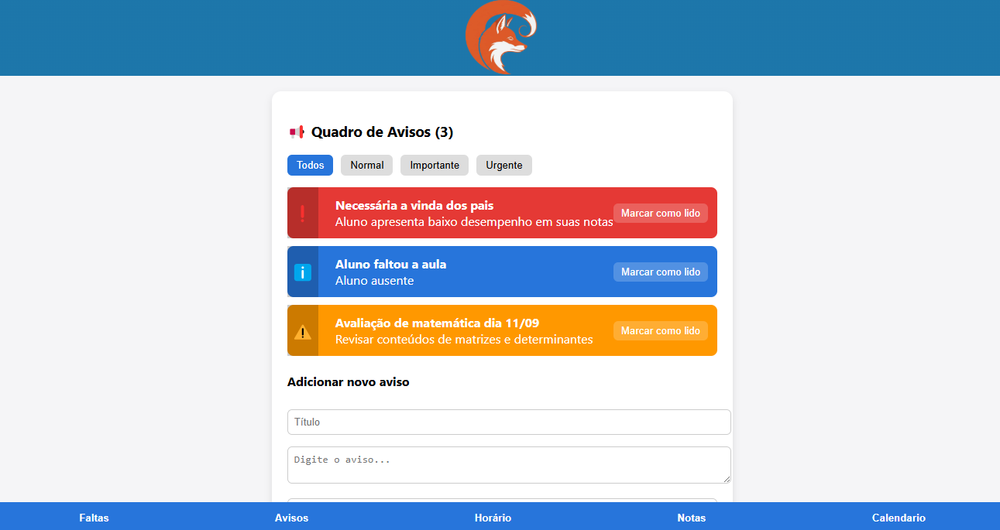 Quadro de Avisos (3)
Todos Normal Importante Urgente
Necessária a vinda dos pais
Aluno apresenta baixo desempenho em suas notas
Marcar como lido
Aluno faltou a aula
Aluno ausente
Marcar como lido
Avaliação de matemática dia 11/09
Revisar conteúdos de matrizes e determinantes
Marcar como lido
Adicionar novo aviso
Título
Digite o aviso...
Faltas Avisos Horário Notas Calendario